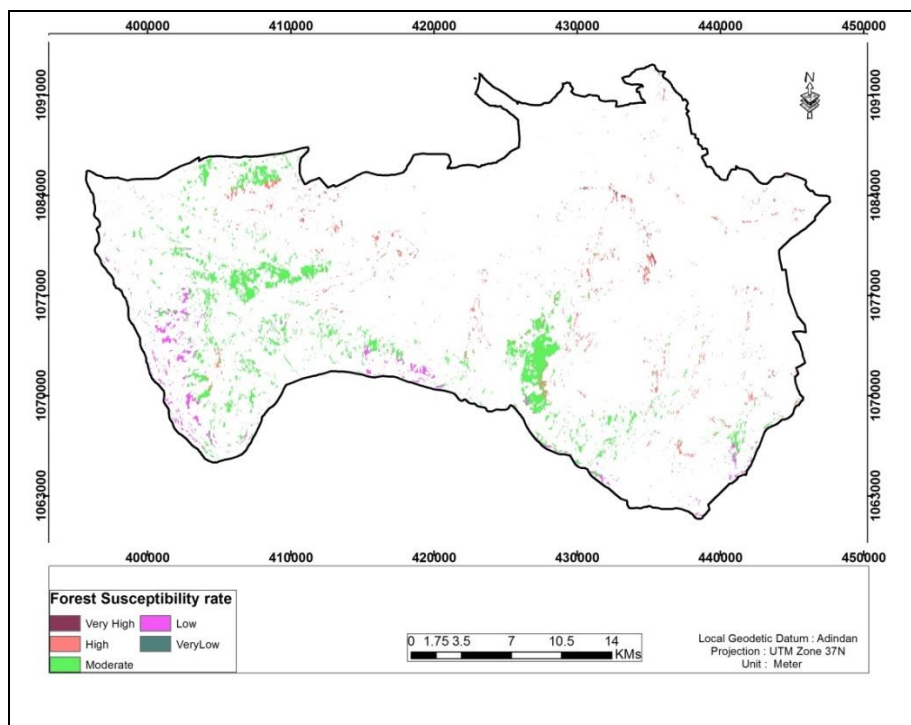 400000 410000 420000 430000 440000 450000
N
1091000 1091000
1084000 1084000
1077000 1077000
1070000 1070000
1063000 1063000
400000 410000 420000 430000 440000 450000
Forest Susceptibility rate
Very High Low
High VeryLow
Moderate
0 1.75 3.5 7 10.5 14
KMs
Local Geodetic Datum : Adindan
Projection : UTM Zone 37N
Unit : Meter